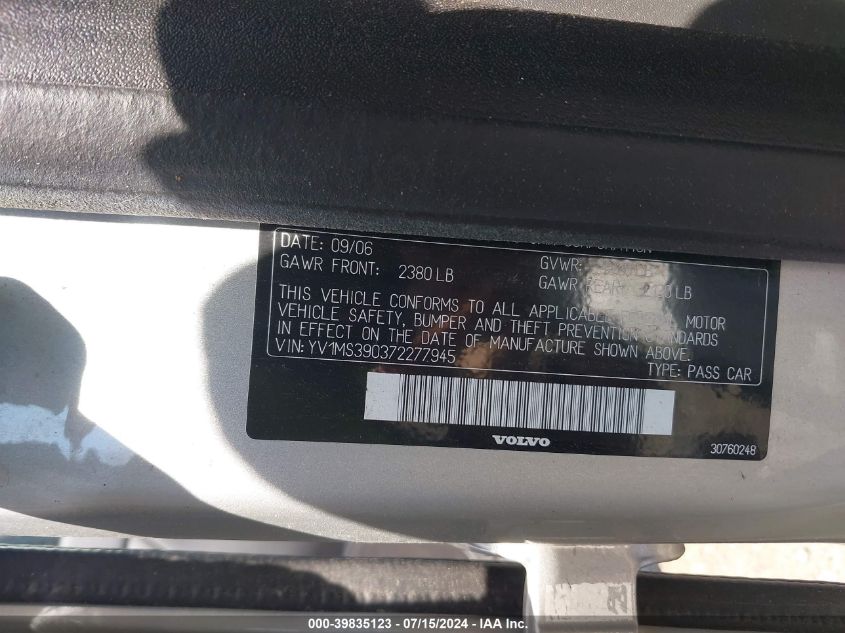 DATE: 09/06
GVWR:
GAWR FRONT: 2380 LB
GAWR REAR LB
THIS VEHICLE CONFORMS TO ALL APPLICABLE MOTOR
VEHICLE SAFETY, BUMPER AND THEFT PREVENTION STANDARDS
IN EFFECT ON THE DATE OF MANUFACTURE SHOWN ABOVE.
VIN: YV1MS390372277945
TYPE: PASS CAR
VOLVO
30760248
000-39835123 / 07/15/2024 - IAA Inc.